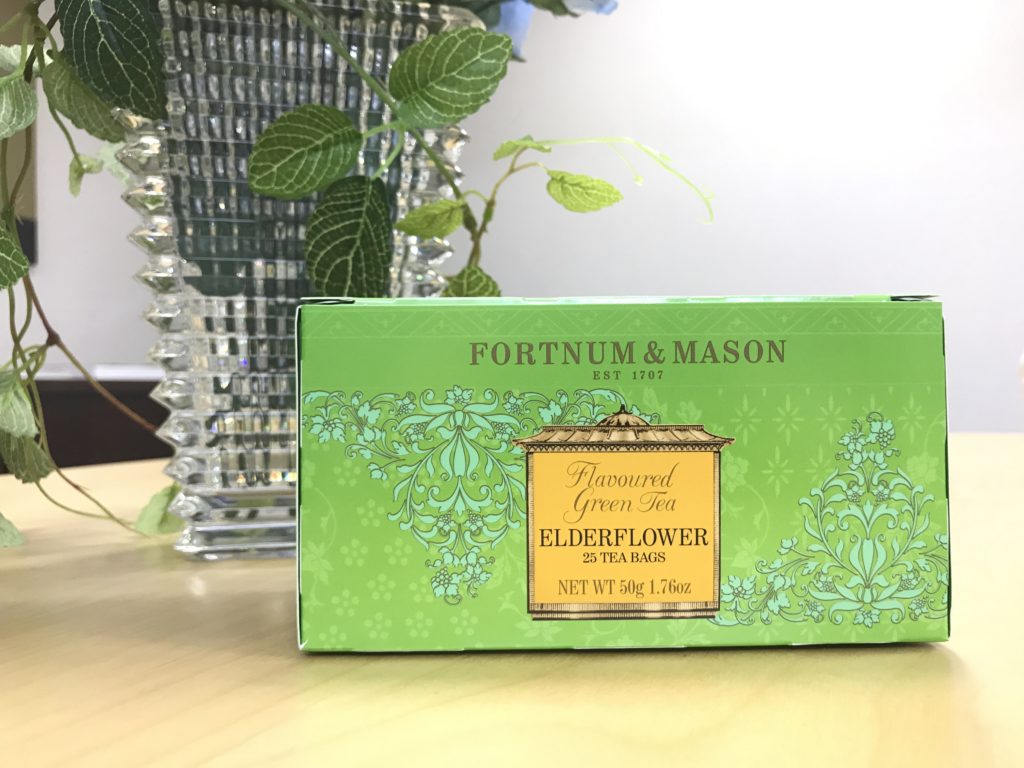 FORTNUM & MASON
EST 1707
Flavoured
Green Tea
ELDERFLOWER
25 TEA BAGS
NET WT 50g 1.76oz